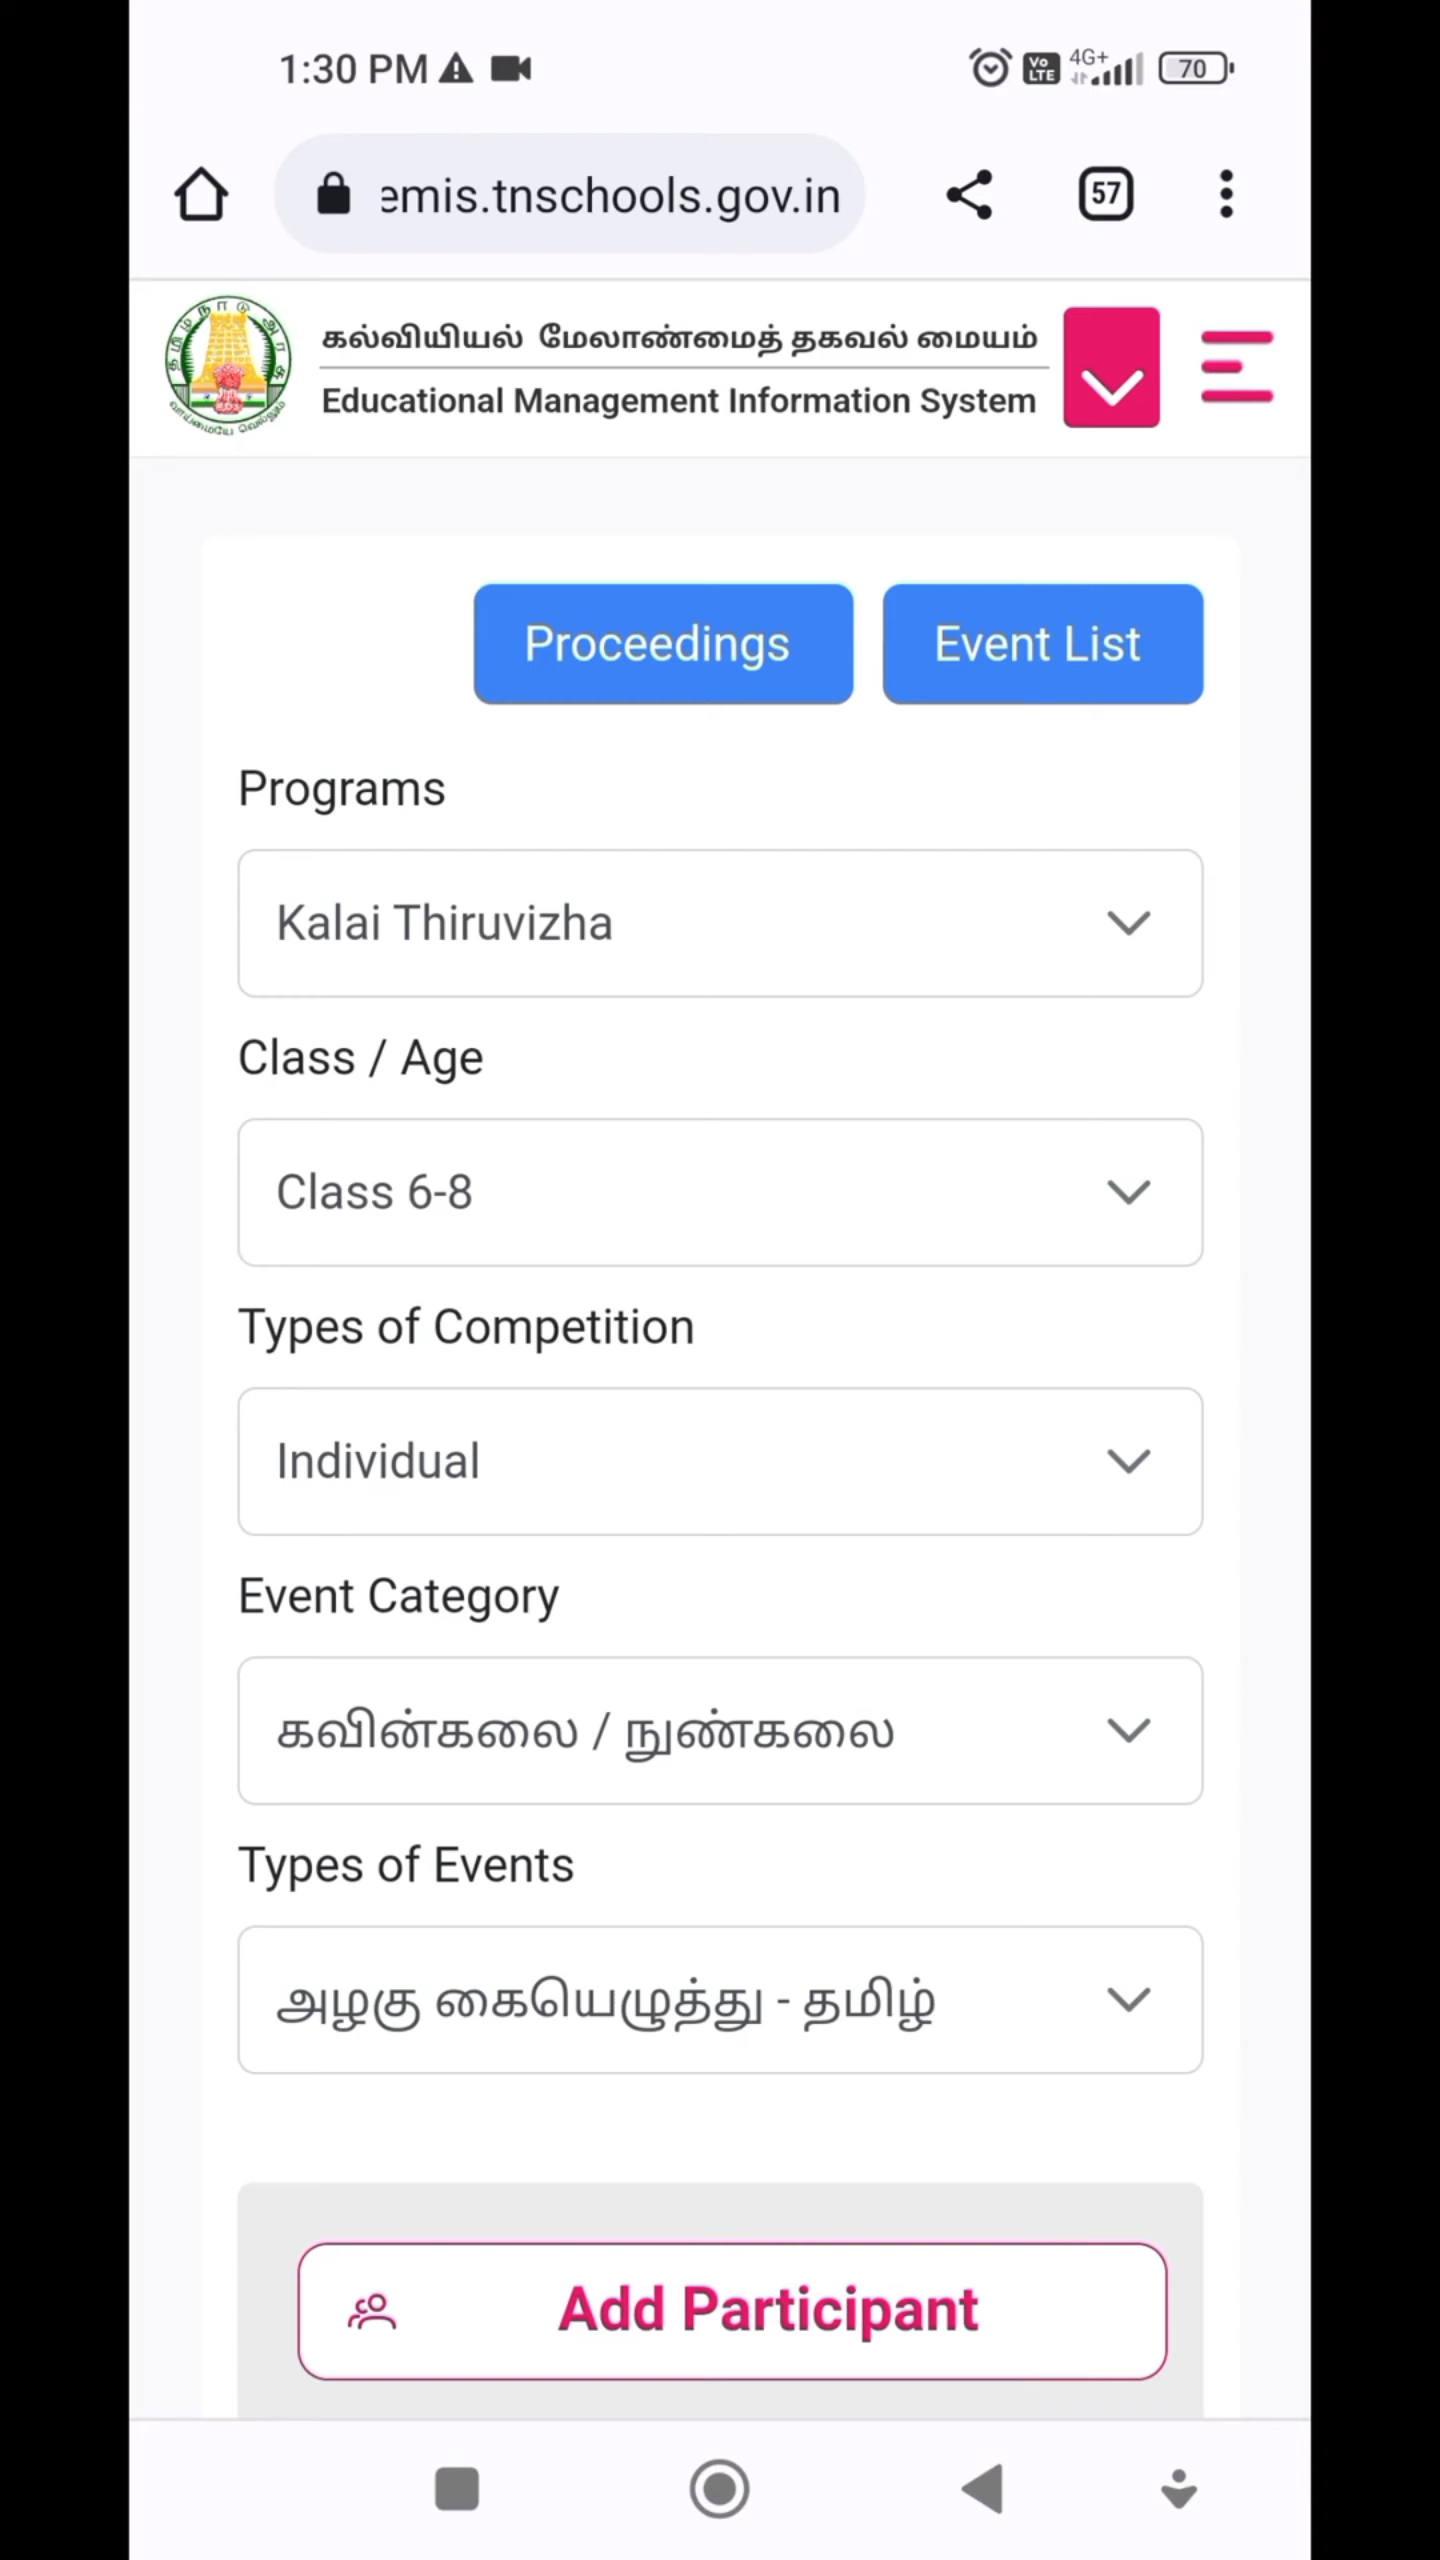 1:30 PM
Vo LTE 4G+ 70
emis.tnschools.gov.in
57
கல்வியியல் மேலாண்மைத் தகவல் மையம்
Educational Management Information System
Proceedings Event List
Programs
Kalai Thiruvizha
Class / Age
Class 6-8
Types of Competition
Individual
Event Category
கவின்கலை / நுண்கலை
Types of Events
அழகு கையெழுத்து - தமிழ்
Add Participant